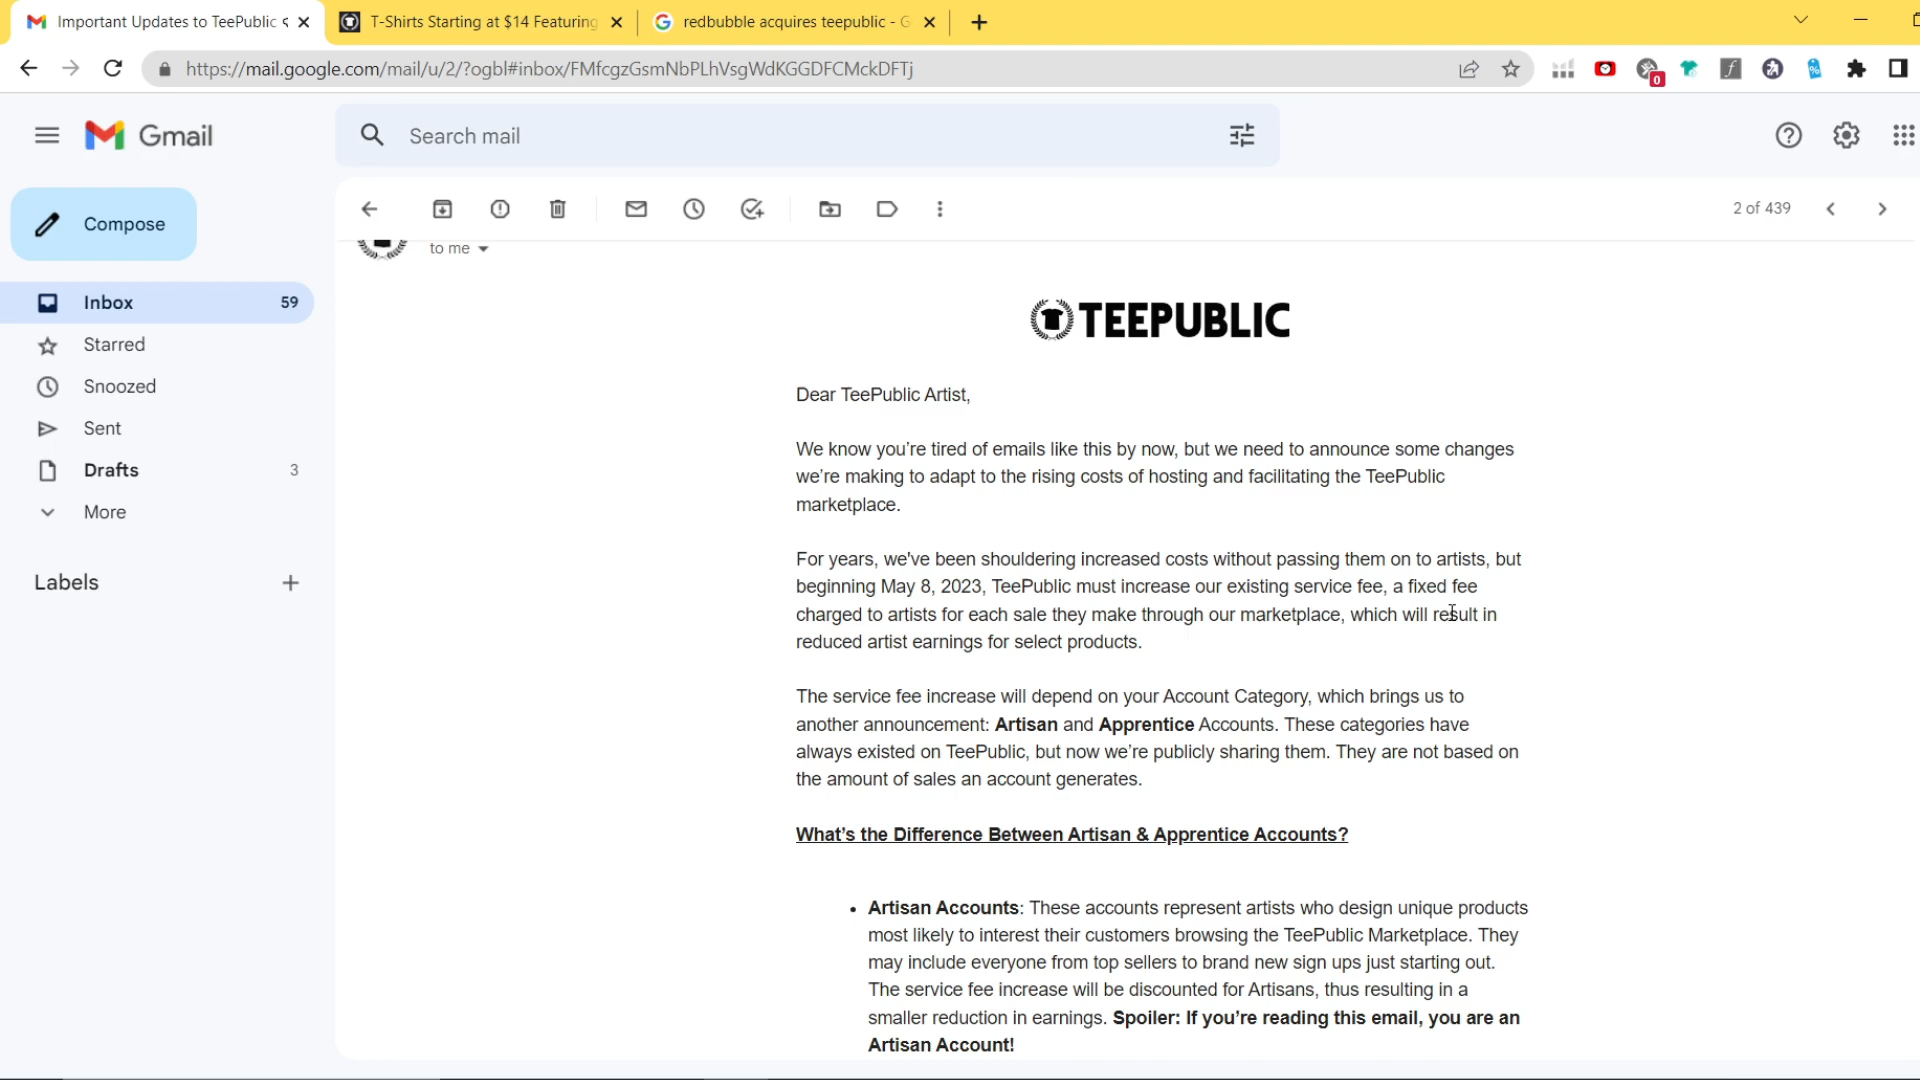 Important Updates to TeePublic
T-Shirts Starting at $14 Featuring
redbubble acquires teepublic - G
https://mail.google.com/mail/u/2/?ogbl#inbox/FMfcgzGsmNbPLhVsgWdKGGDFCMckDFTj
0
Gmail
Search mail
Compose
2 of 439
Inbox 59
Starred
Snoozed
Sent
Drafts 3
More
Labels
to me
TEEPUBLIC
Dear TeePublic Artist,
We know you're tired of emails like this by now, but we need to announce some changes
we're making to adapt to the rising costs of hosting and facilitating the TeePublic
marketplace.
For years, we've been shouldering increased costs without passing them on to artists, but
beginning May 8, 2023, TeePublic must increase our existing service fee, a fixed fee
charged to artists for each sale they make through our marketplace, which will result in
reduced artist earnings for select products.
The service fee increase will depend on your Account Category, which brings us to
another announcement: Artisan and Apprentice Accounts. These categories have
always existed on TeePublic, but now we're publicly sharing them. They are not based on
the amount of sales an account generates.
What's the Difference Between Artisan & Apprentice Accounts?
• Artisan Accounts: These accounts represent artists who design unique products
most likely to interest their customers browsing the TeePublic Marketplace. They
may include everyone from top sellers to brand new sign ups just starting out.
The service fee increase will be discounted for Artisans, thus resulting in a
smaller reduction in earnings. Spoiler: If you're reading this email, you are an
Artisan Account!